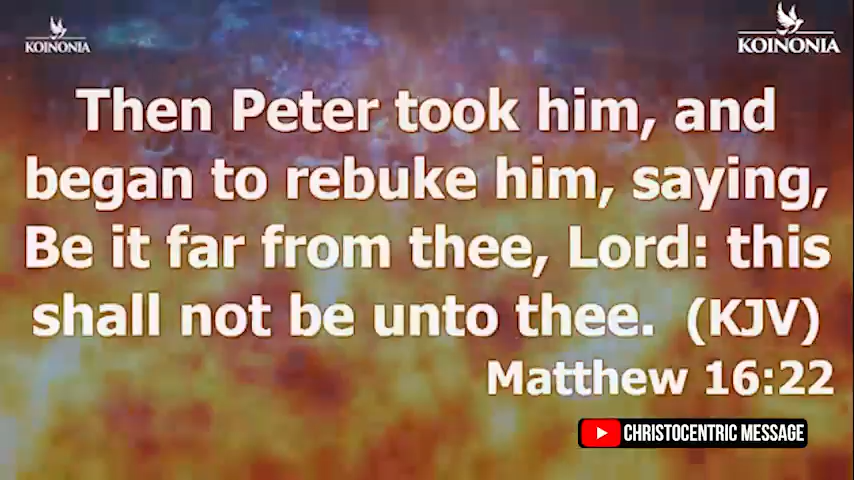 KOINONIA
KOINONIA
Then Peter took him, and
began to rebuke him, saying,
Be it far from thee, Lord: this
shall not be unto thee. (KJV)
Matthew 16:22
CHRISTOCENTRIC MESSAGE